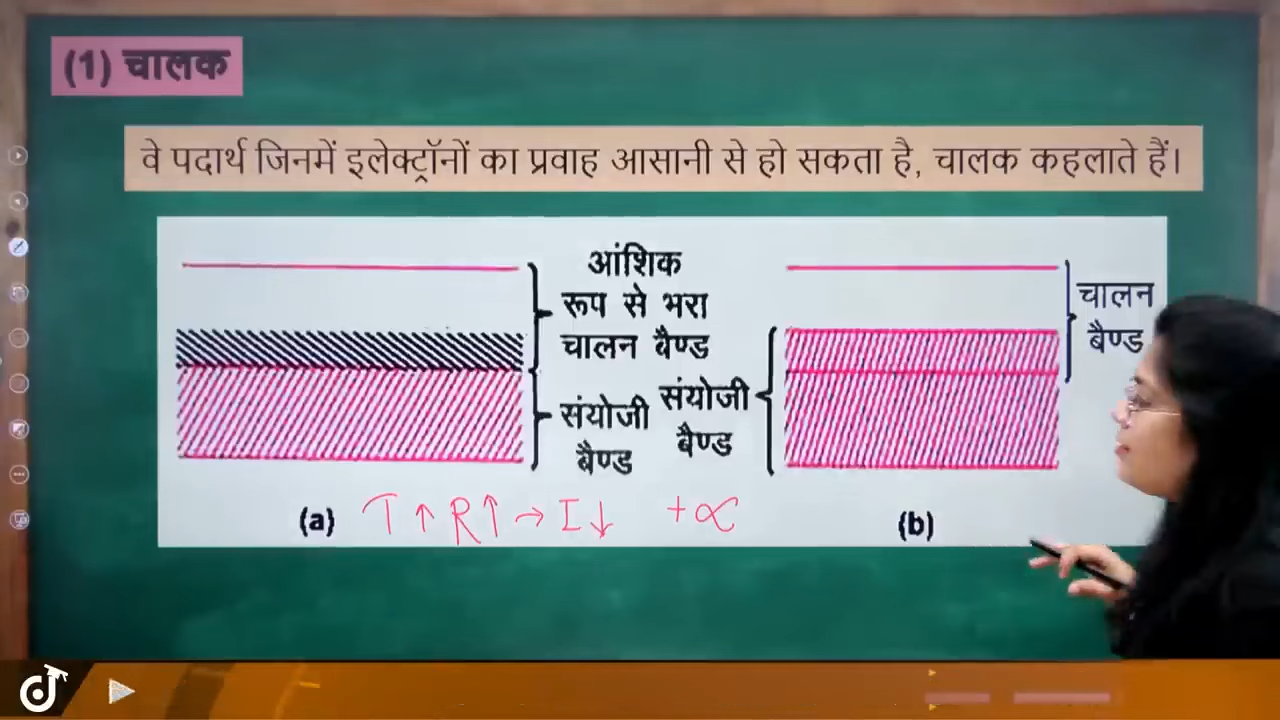 (1) चालक
वे पदार्थ जिनमें इलेक्ट्रॉनों का प्रवाह आसानी से हो सकता है, चालक कहलाते हैं।
आंशिक
रूप से भरा
चालन बैण्ड
संयोजी
बैण्ड
(a)
संयोजी
बैण्ड
चालन
बैण्ड
(b)
T↑ R↑ → I↓ +∝